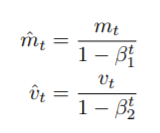 m̂_t = m_t / (1 − β_1^t)
v̂_t = v_t / (1 − β_2^t)